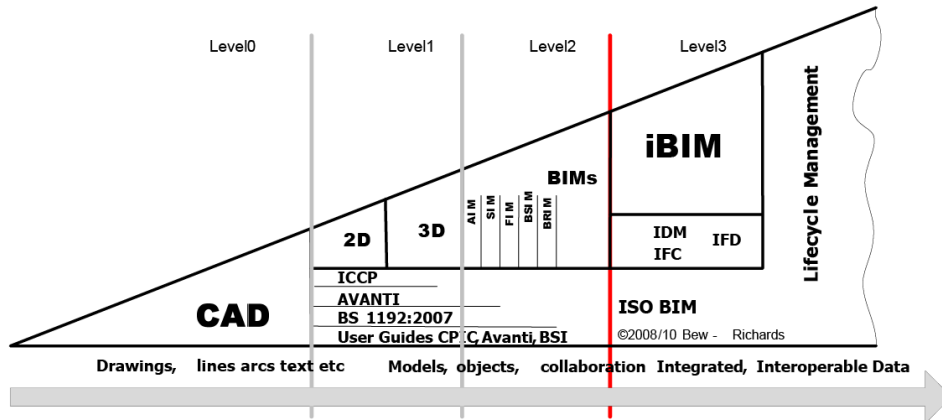 Level0 Level1 Level2 Level3
iBIM
BIMs
AIM
SIM
FIM
BSIM
BRIM
2D 3D
IDM IFD
IFC
Lifecycle Management
ICCP
AVANTI
BS 1192:2007
User Guides CPIC, Avanti, BSI
CAD
ISO BIM
©2008/10 Bew - Richards
Drawings, lines arcs text etc Models, objects, collaboration Integrated, Interoperable Data